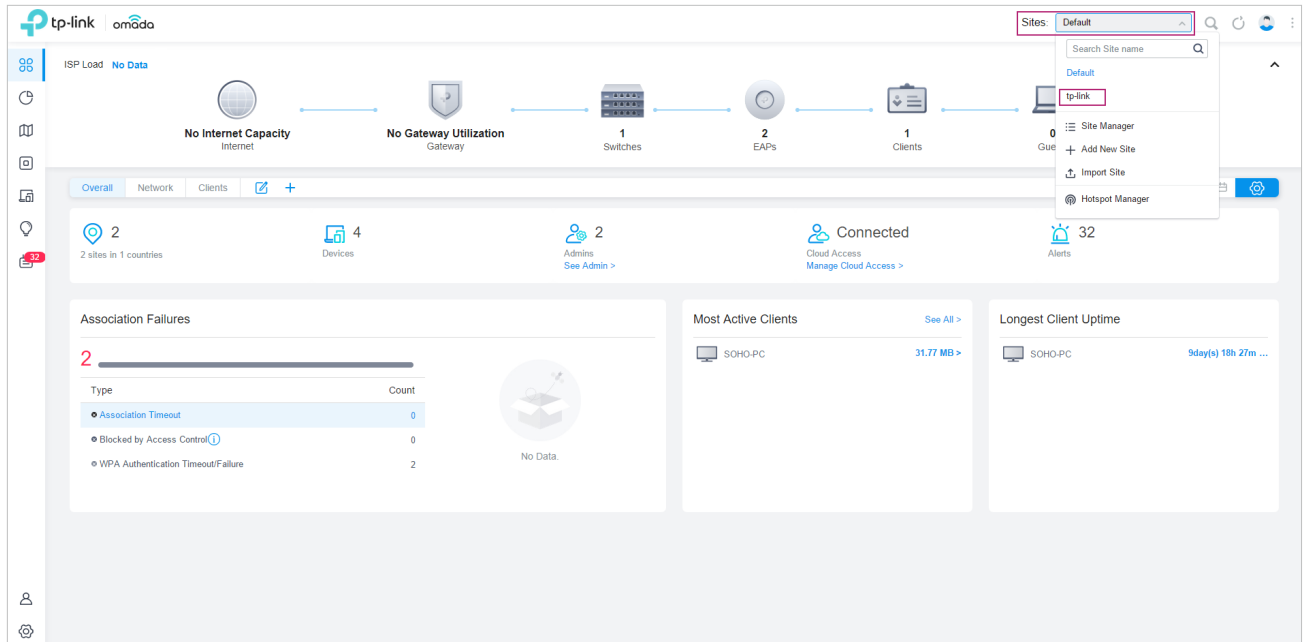 tp-link omada
Sites: Default
Search Site name
Default
tp-link
Site Manager
Add New Site
Import Site
Hotspot Manager
ISP Load No Data
No Internet Capacity
Internet
No Gateway Utilization
Gateway
1
Switches
2
EAPs
1
Clients
0
Gue
Overall Network Clients
32
2
2 sites in 1 countries
4
Devices
2
Admins
See Admin >
Connected
Cloud Access
Manage Cloud Access >
32
Alerts
Association Failures
2
Type Count
Association Timeout 0
Blocked by Access Control 0
WPA Authentication Timeout/Failure 2
No Data.
Most Active Clients See All >
SOHO-PC 31.77 MB >
Longest Client Uptime
SOHO-PC 9day(s) 18h 27m ...